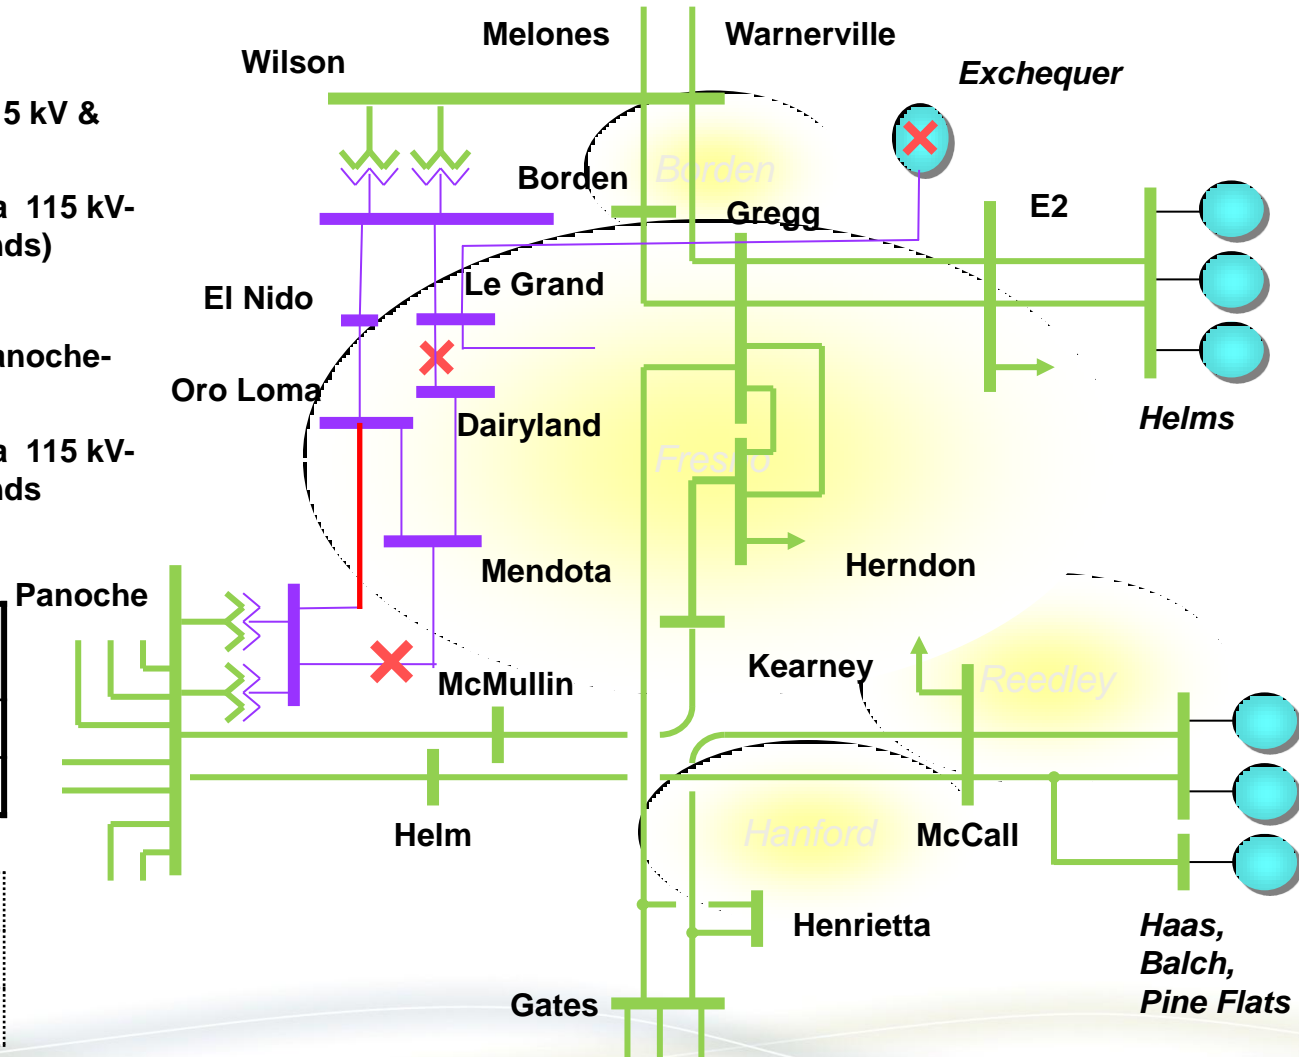 Melones
Warnerville
Wilson
Exchequer
5 kV &
Borden
Borden
a 115 kV-
nds)
Gregg
E2
El Nido
Le Grand
anoche-
Oro Loma
Helms
Dairyland
a 115 kV-
nds
Fresno
Herndon
Mendota
Panoche
Kearney
Reedley
McMullin
Helm
Hanford
McCall
Henrietta
Haas,
Balch,
Pine Flats
Gates